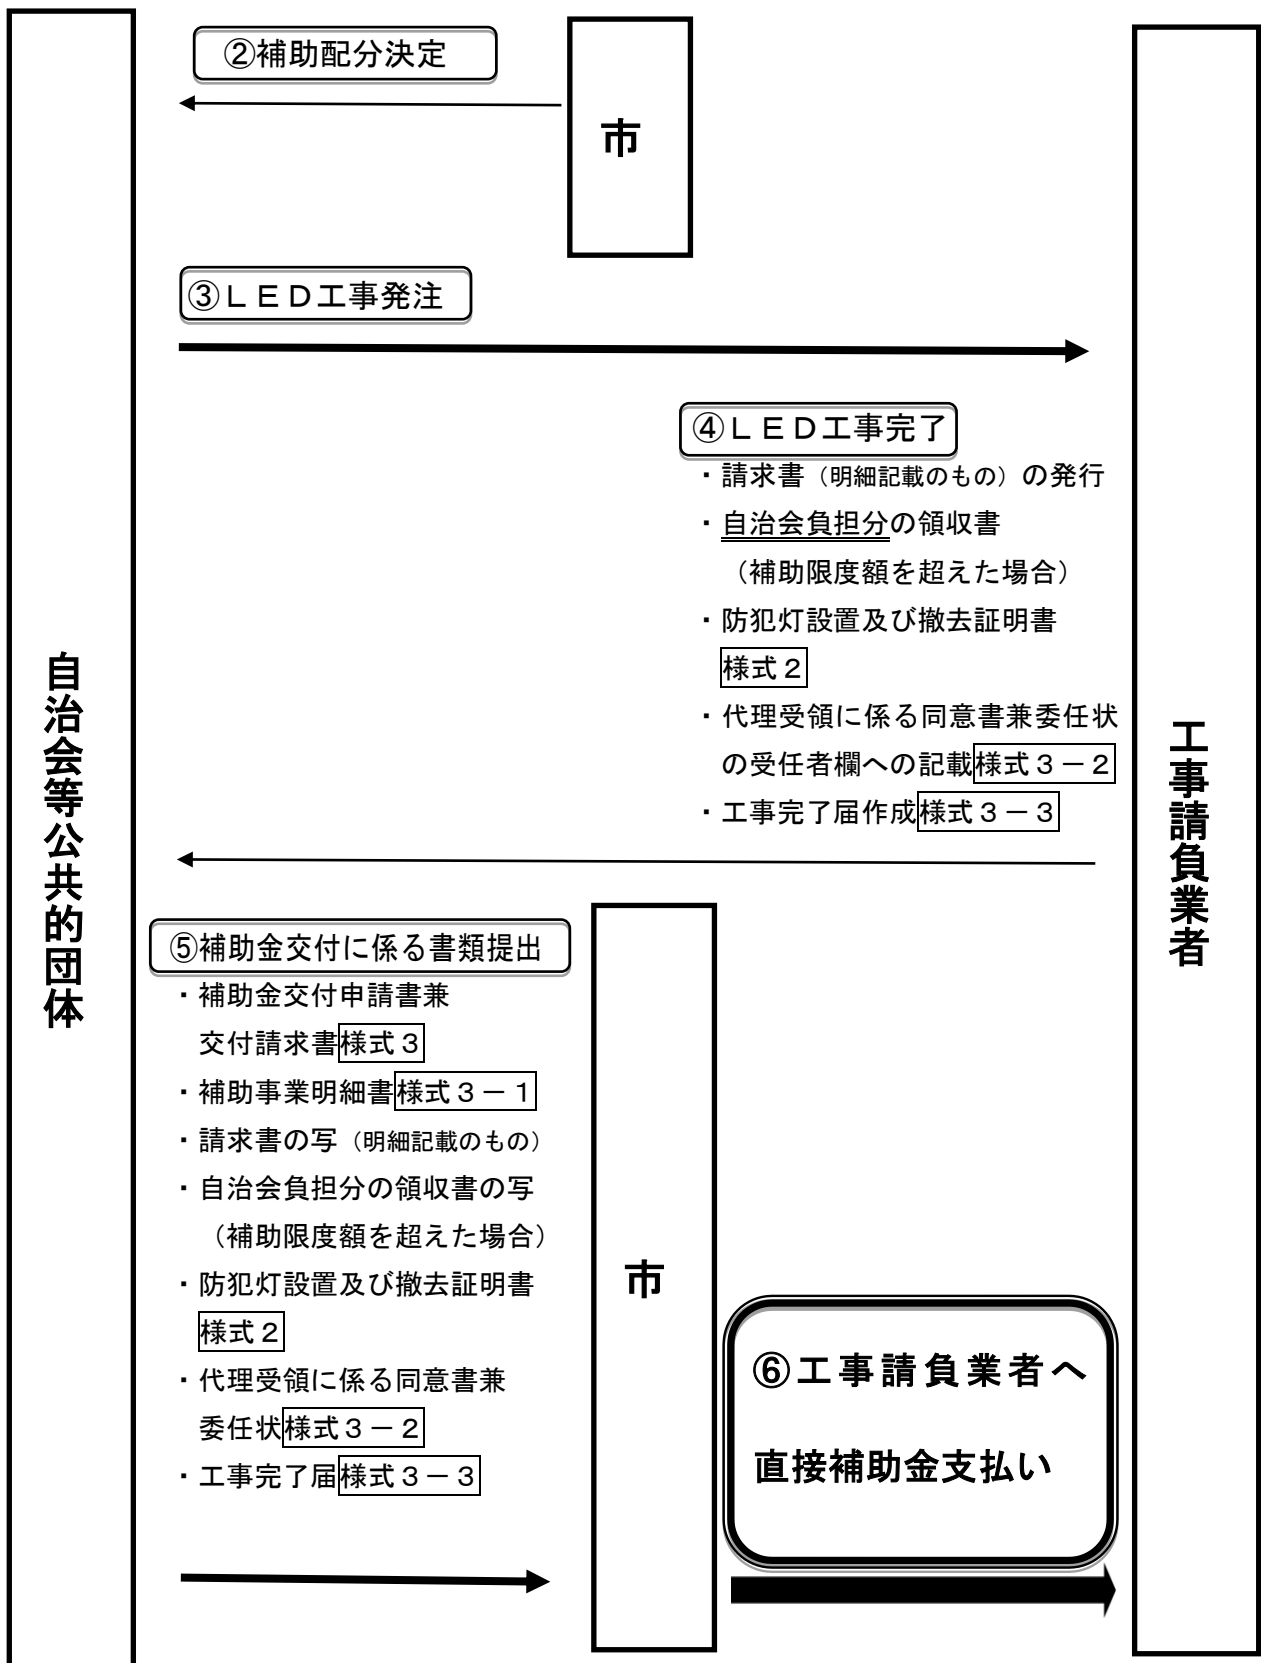 ②補助配分決定
市
③ＬＥＤ工事発注
④ＬＥＤ工事完了
・請求書（明細記載のもの）の発行
・自治会負担分の領収書
（補助限度額を超えた場合）
・防犯灯設置及び撤去証明書
様式２
・代理受領に係る同意書兼委任状
の受任者欄への記載様式３－２
・工事完了届作成様式３－３
自治会等公共的団体
工事請負業者
⑤補助金交付に係る書類提出
・補助金交付申請書兼
交付請求書様式３
・補助事業明細書様式３－１
・請求書の写（明細記載のもの）
・自治会負担分の領収書の写
（補助限度額を超えた場合）
・防犯灯設置及び撤去証明書
様式２
・代理受領に係る同意書兼
委任状様式３－２
・工事完了届様式３－３
市
⑥工事請負業者へ
直接補助金支払い